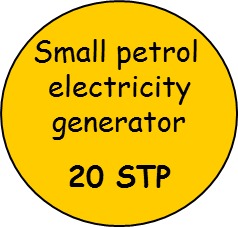 Small petrol
electricity
generator
20 STP